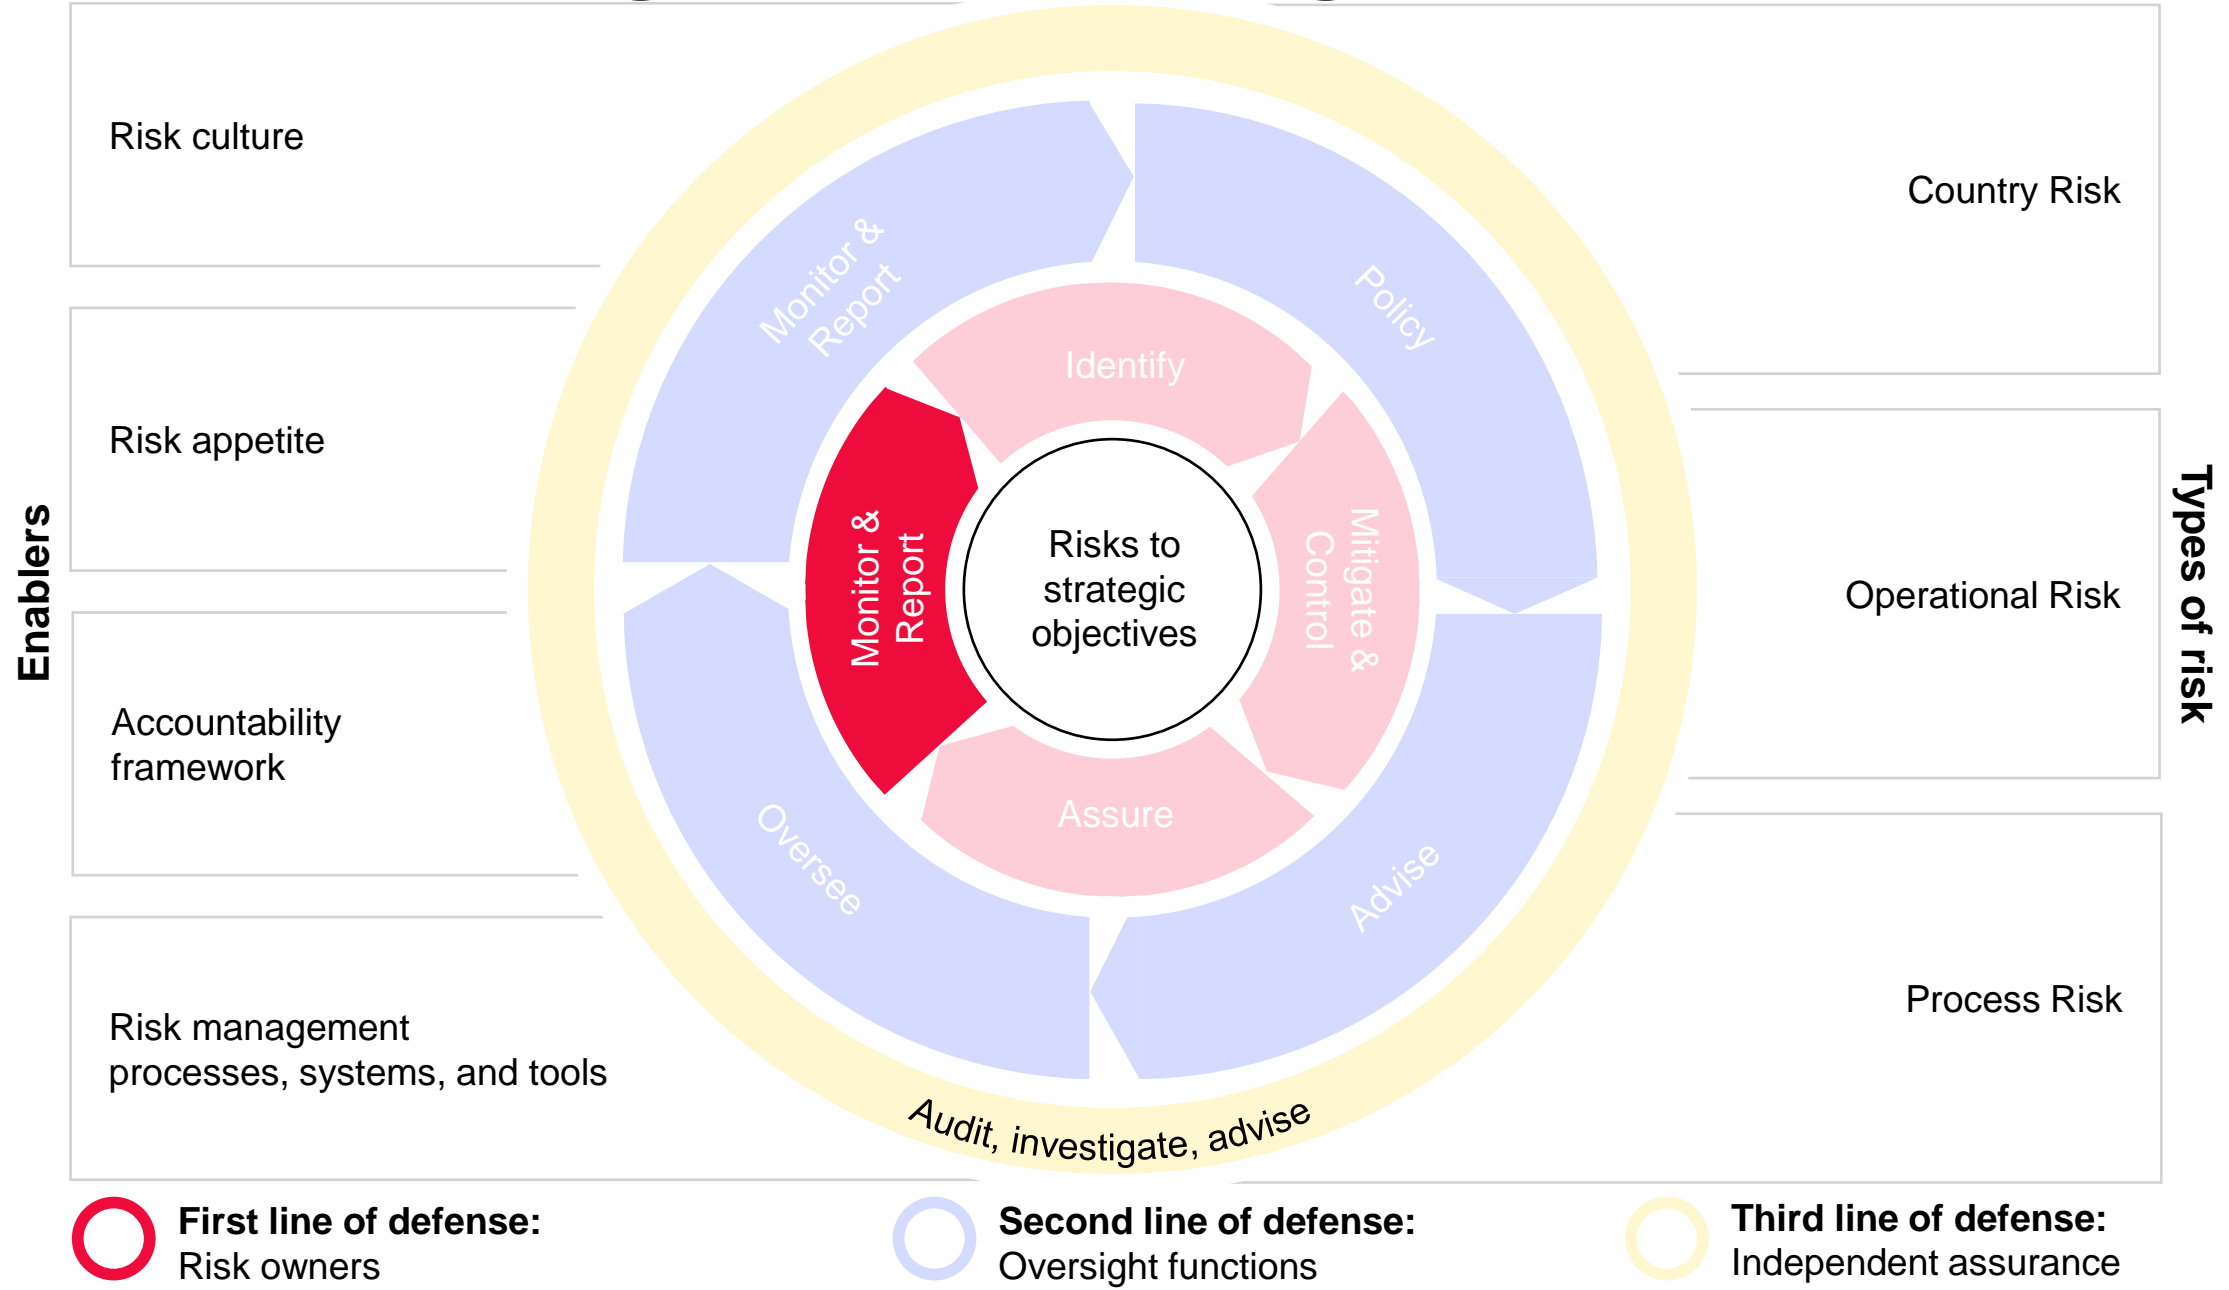 Enablers
Risk culture
Risk appetite
Accountability
framework
Risk management
processes, systems, and tools
Monitor &
Report
Policy
Advise
Oversee
Identify
Mitigate &
Control
Assure
Monitor &
Report
Risks to
strategic
objectives
Audit, investigate, advise
Country Risk
Operational Risk
Process Risk
Types of risk
First line of defense:
Risk owners
Second line of defense:
Oversight functions
Third line of defense:
Independent assurance